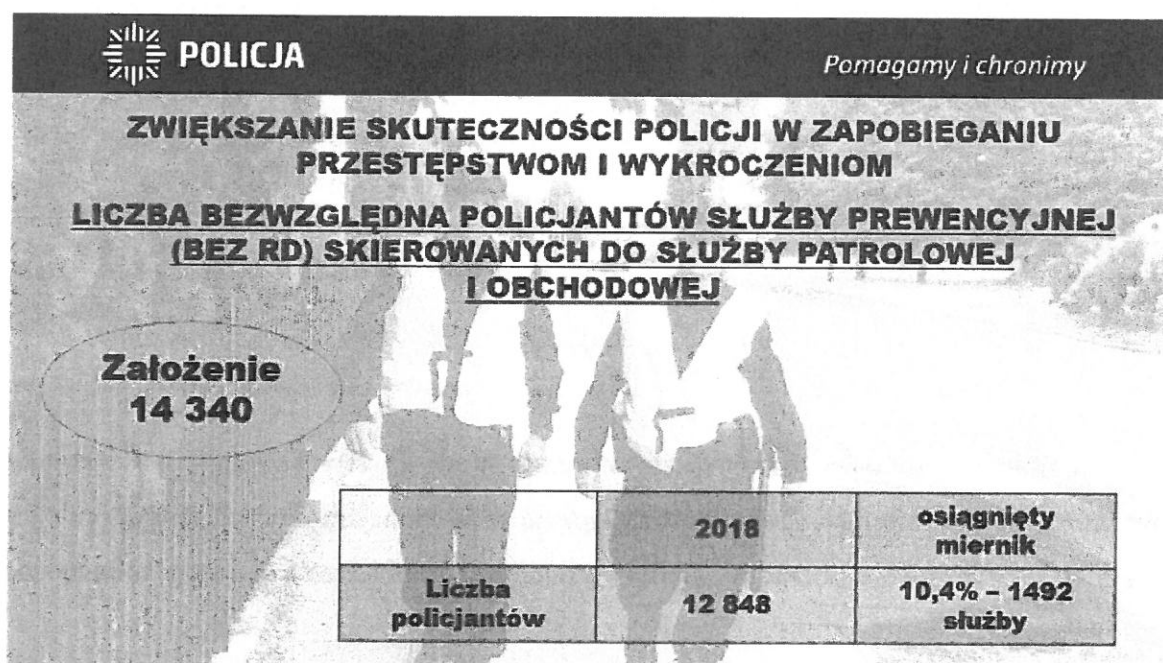 POLICJA
Pomagamy i chronimy
ZWIĘKSZANIE SKUTECZNOŚCI POLICJI W ZAPOBIEGANIU
PRZESTĘPSTWOM I WYKROCZENIOM
LICZBA BEZWZGLĘDNA POLICJANTÓW SŁUŻBY PREWENCYJNEJ
(BEZ RD) SKIEROWANYCH DO SŁUŻBY PATROLOWEJ
I OBCHODOWEJ
Założenie
14 340
2018
osiągnięty
miernik
Liczba
policjantów
12 848
10,4% – 1492
służby